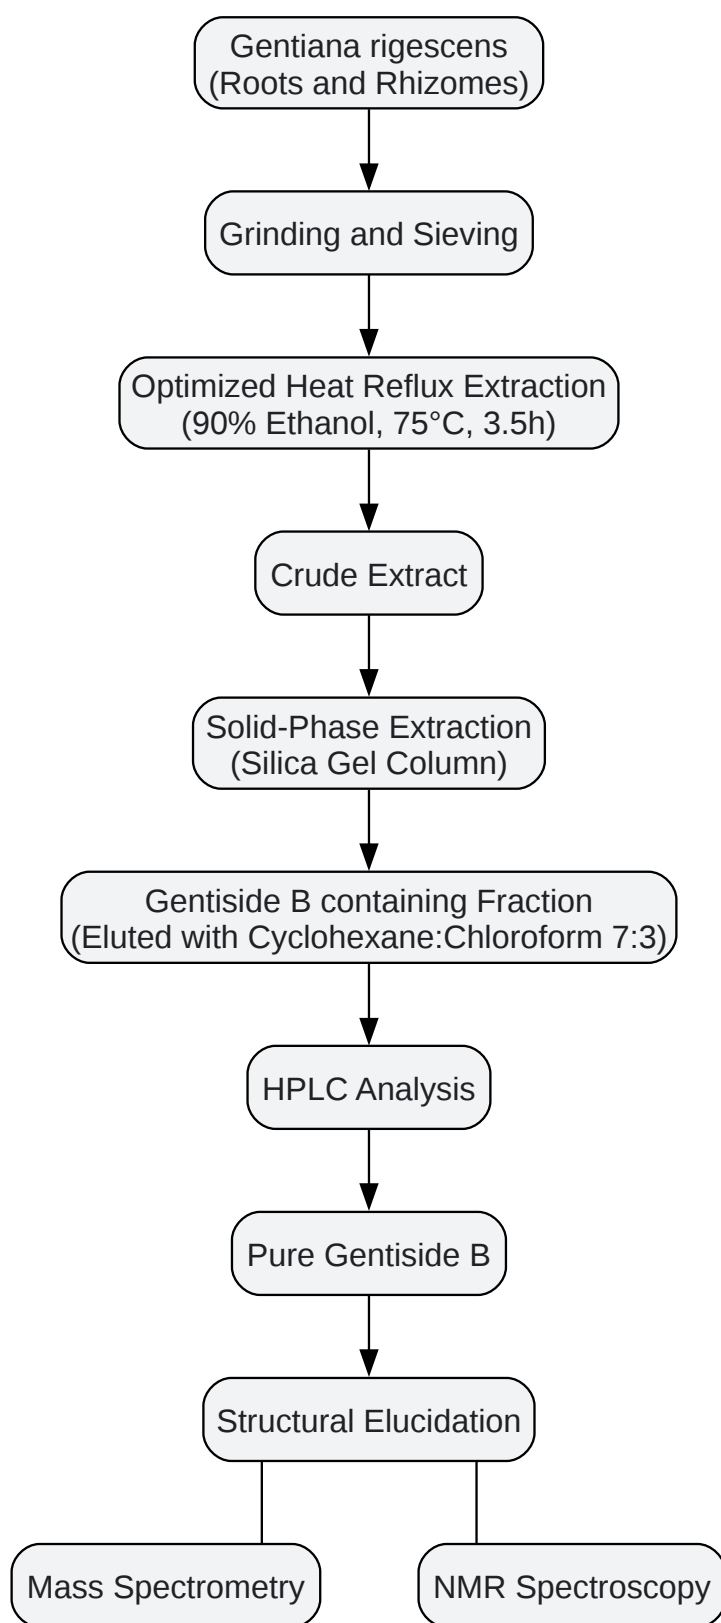 Gentiana rigescens
(Roots and Rhizomes)
Grinding and Sieving
Optimized Heat Reflux Extraction
(90% Ethanol, 75°C, 3.5h)
Crude Extract
Solid-Phase Extraction
(Silica Gel Column)
Gentiside B containing Fraction
(Eluted with Cyclohexane:Chloroform 7:3)
HPLC Analysis
Pure Gentiside B
Structural Elucidation
Mass Spectrometry
NMR Spectroscopy